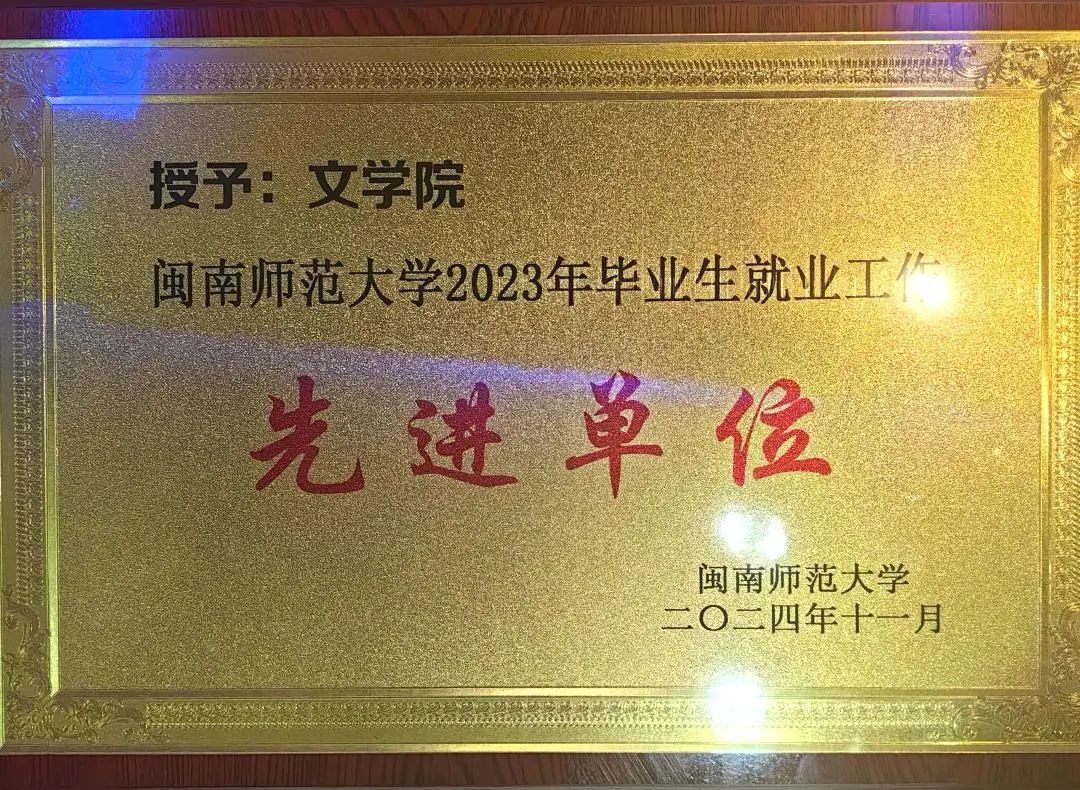 授予：文学院
闽南师范大学2023年毕业生就业工作
先进单位
闽南师范大学
二〇二四年十一月